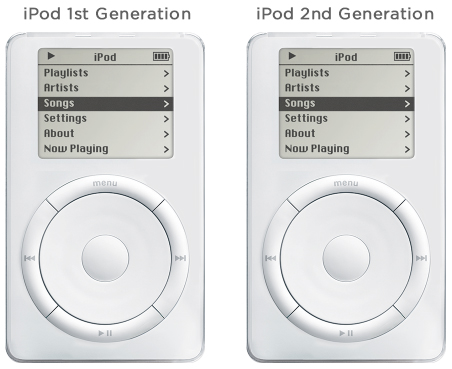 iPod 1st Generation
iPod
Playlists >
Artists >
Songs >
Settings >
About >
Now Playing >
menu
iPod 2nd Generation
iPod
Playlists >
Artists >
Songs >
Settings >
About >
Now Playing >
menu